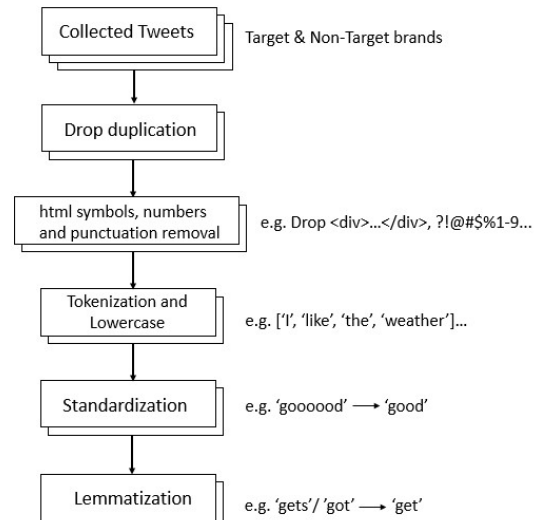 Collected Tweets
Target & Non-Target brands
Drop duplication
html symbols, numbers
and punctuation removal
e.g. Drop <div>...</div>, ?!@#$%1-9...
Tokenization and
Lowercase
e.g. [‘I’, ‘like’, ‘the’, ‘weather’]...
Standardization
e.g. ‘goooood’ → ‘good’
Lemmatization
e.g. ‘gets’/ ’got’ → ‘get’